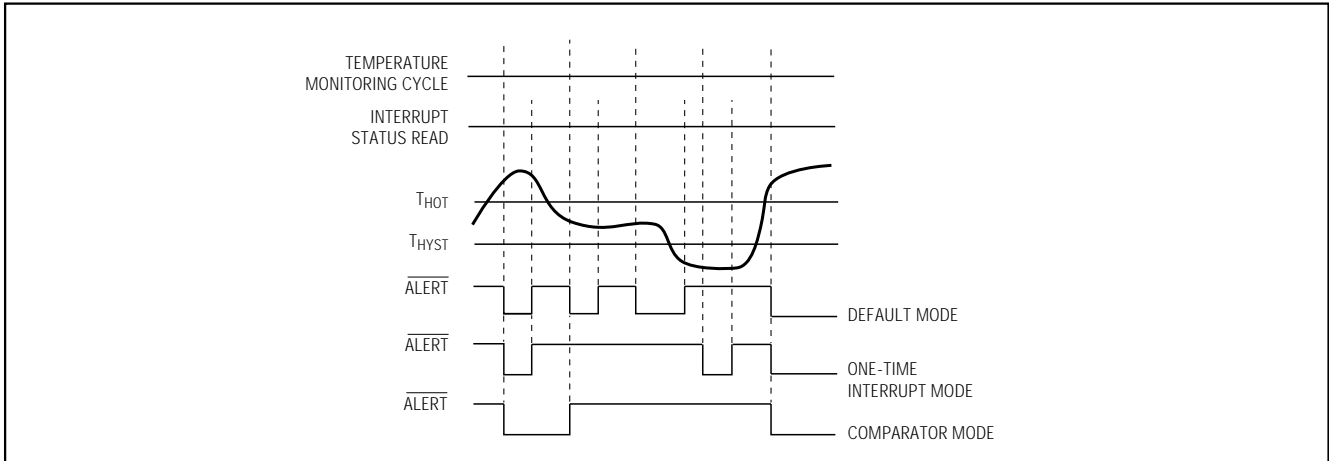 TEMPERATURE
MONITORING CYCLE
INTERRUPT
STATUS READ
THOT
THYST
ALERT
DEFAULT MODE
ALERT
ONE-TIME
INTERRUPT MODE
ALERT
COMPARATOR MODE